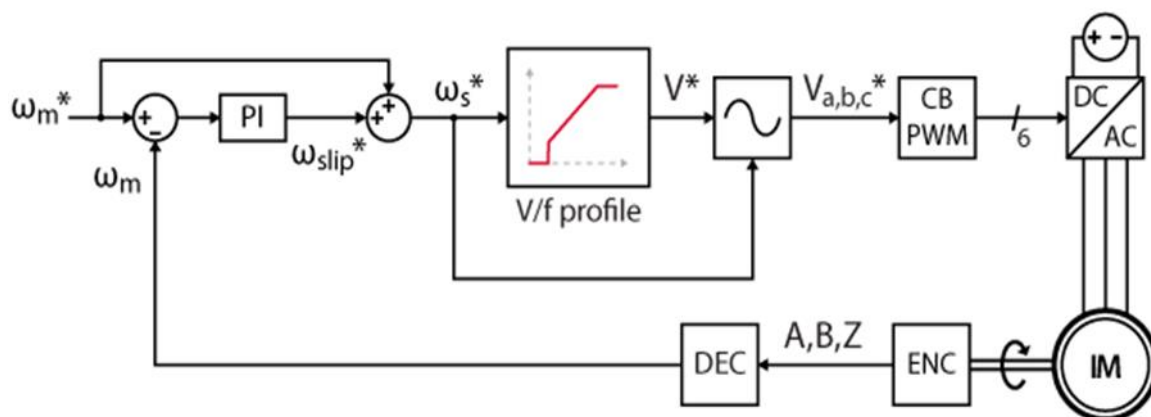 ωm*
+
−
PI
ωslip*
+
+
ωs*
V/f profile
V*
Va,b,c*
CB
PWM
6
+ −
DC
AC
ωm
DEC
A,B,Z
ENC
IM